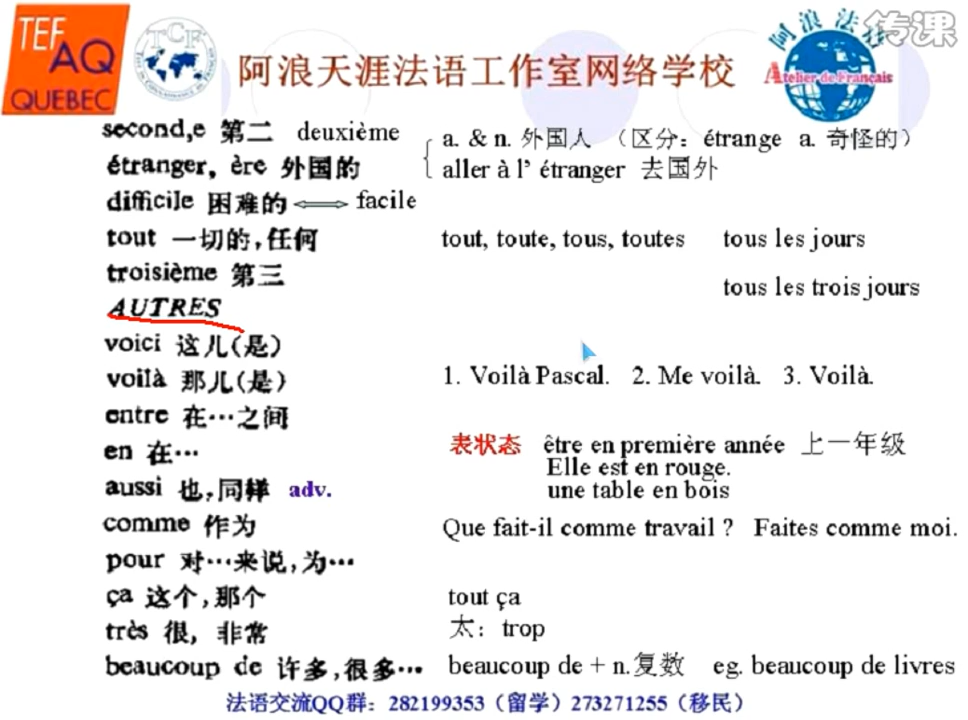 TEF
AQ
QUEBEC
TCF
阿浪天涯法语工作室网络学校
阿浪法语
Atelier de Français
传课
second,e 第二 deuxième
a. & n. 外国人 （区分：étrange a. 奇怪的）
étranger, ère 外国的
aller à l’ étranger 去国外
difficile 困难的 facile
tout 一切的,任何 tout, toute, tous, toutes tous les jours
troisième 第三 tous les trois jours
AUTRES
voici 这儿(是)
voilà 那儿(是) 1. Voilà Pascal. 2. Me voilà. 3. Voilà.
entre 在…之间
en 在… 表状态 être en première année 上一年级
Elle est en rouge.
aussi 也,同样 adv. une table en bois
comme 作为 Que fait-il comme travail ? Faites comme moi.
pour 对…来说,为…
ça 这个,那个 tout ça
très 很, 非常 太：trop
beaucoup de 许多,很多… beaucoup de + n.复数 eg. beaucoup de livres
法语交流QQ群：282199353（留学）273271255（移民）